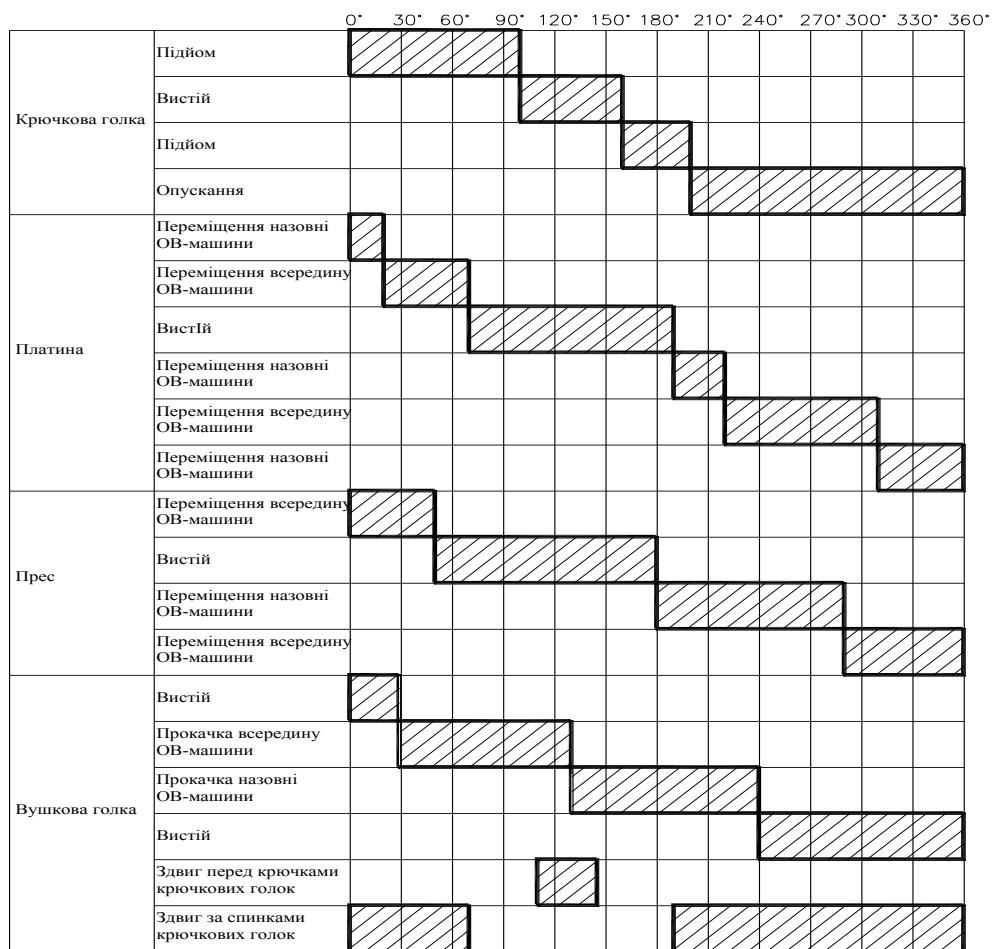 0° 30° 60° 90° 120° 150° 180° 210° 240° 270° 300° 330° 360°
Крючкова голка
Підйом
Вистій
Підйом
Опускання
Платина
Переміщення назовні
ОВ-машини
Переміщення всередину
ОВ-машини
ВистІй
Переміщення назовні
ОВ-машини
Переміщення всередину
ОВ-машини
Переміщення назовні
ОВ-машини
Прес
Переміщення всередину
ОВ-машини
Вистій
Переміщення назовні
ОВ-машини
Переміщення всередину
ОВ-машини
Вушкова голка
Вистій
Прокачка всередину
ОВ-машини
Прокачка назовні
ОВ-машини
Вистій
Здвиг перед крючками
крючкових голок
Здвиг за спинками
крючкових голок